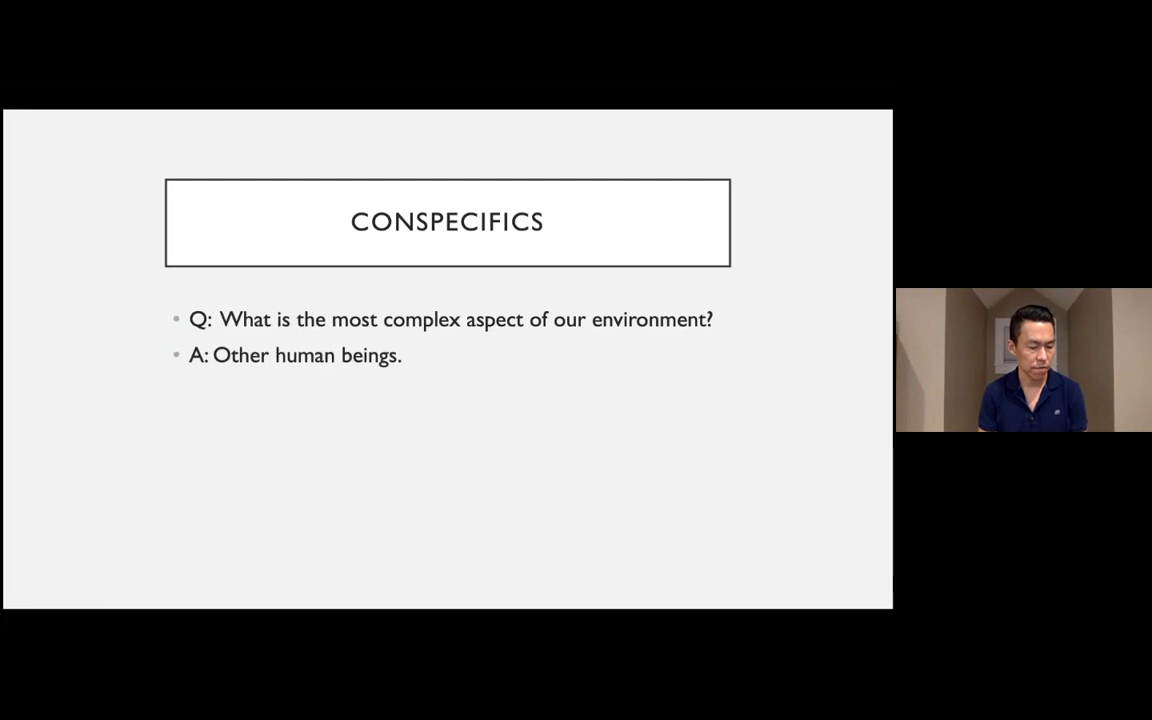 CONSPECIFICS
• Q: What is the most complex aspect of our environment?
• A: Other human beings.